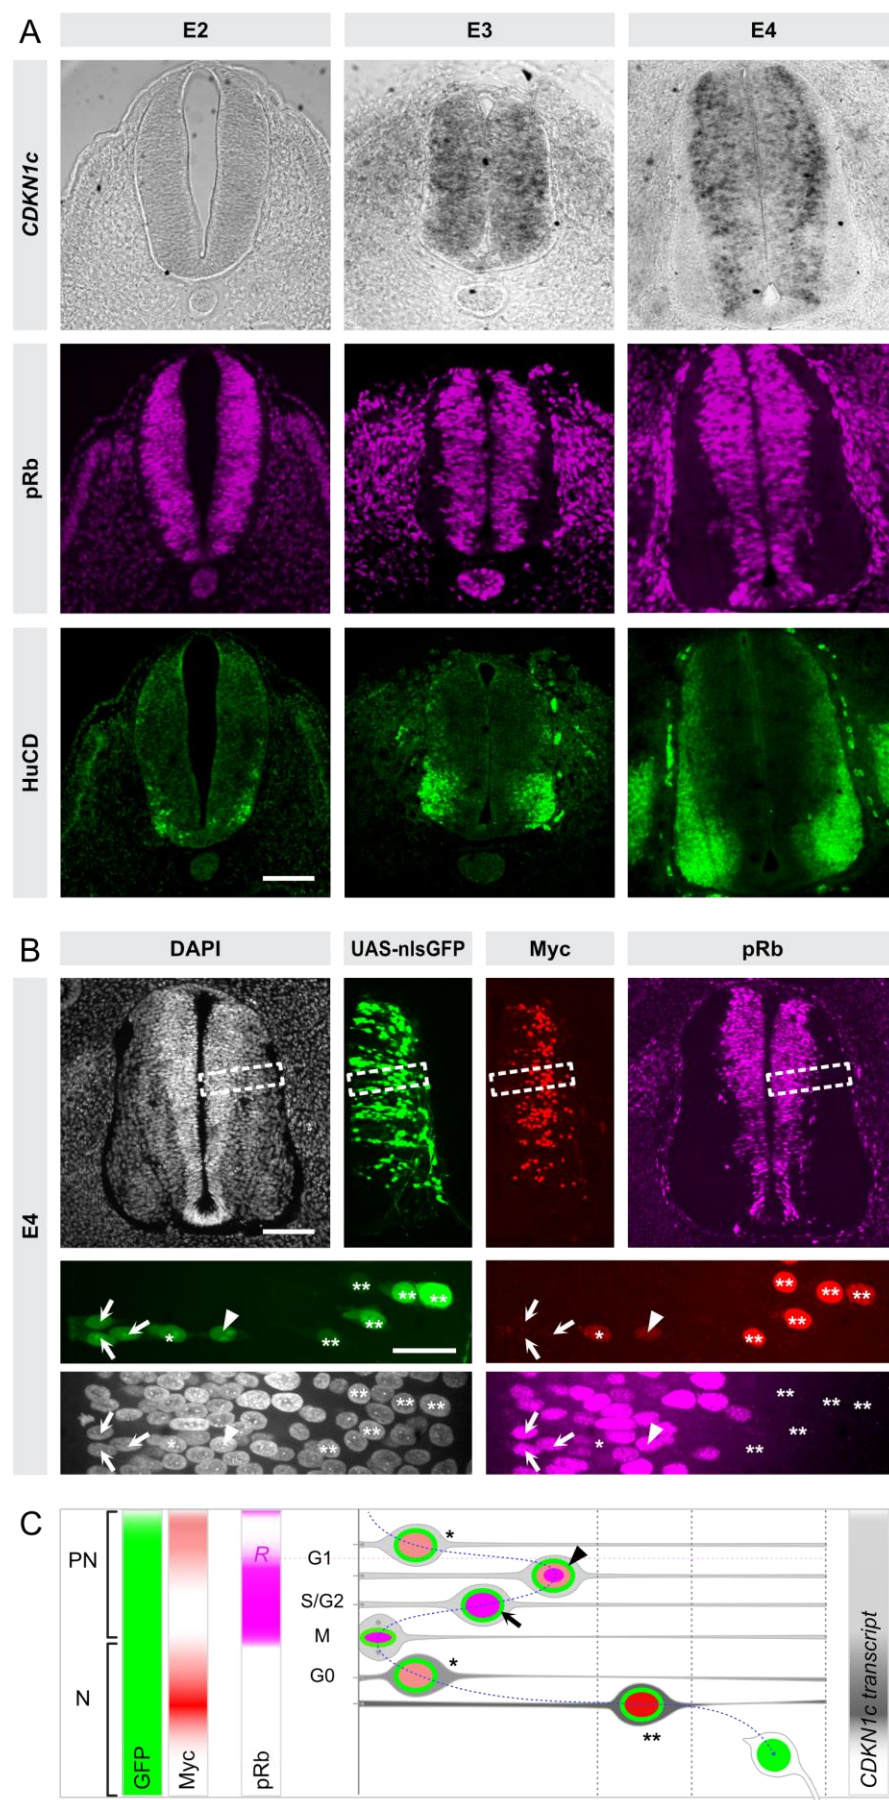 A
E2 E3 E4
CDKN1c
pRb
HuCD
B
DAPI UAS-nlsGFP Myc pRb
E4
** ** **
* ** **
** ** **
* ** **
** ** **
* ** **
** ** **
* ** **
C
PN
N
GFP
Myc
pRb
R
G1
S/G2
M
G0
*
*
**
CDKN1c transcript